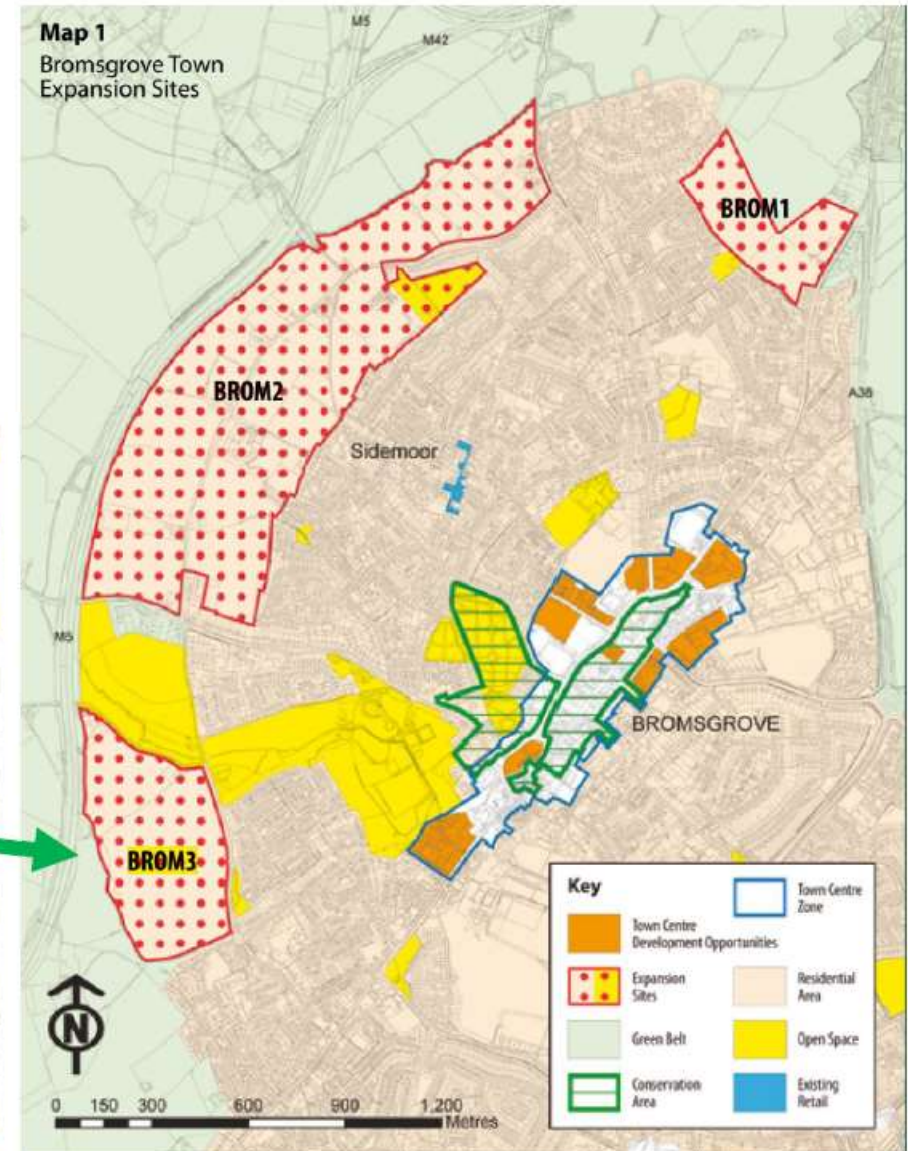 Map 1
Bromsgrove Town
Expansion Sites
M5
M42
BROM1
BROM2
A38
Sidemoor
M5
BROMSGROVE
BROM3
Key
Town Centre
Zone
Town Centre
Development Opportunities
Expansion
Sites
Residential
Area
Green Belt
Open Space
Conservation
Area
Existing
Retail
N
0 150 300 600 900 1,200
Metres